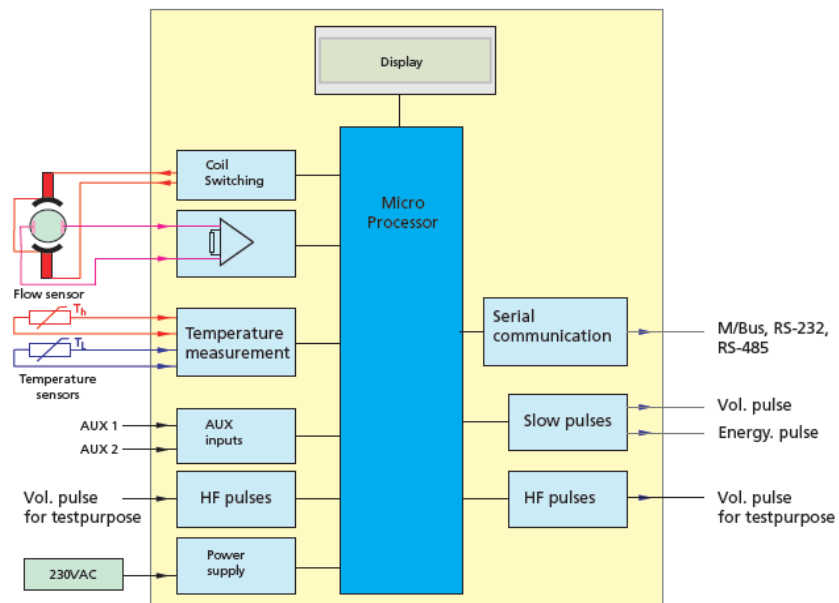 Display
Coil
Switching
Micro
Processor
Flow sensor
Th
TL
Temperature
sensors
Temperature
measurement
Serial
communication
M/Bus, RS-232,
RS-485
AUX 1
AUX 2
AUX
inputs
Slow pulses
Vol. pulse
Energy. pulse
Vol. pulse
for testpurpose
HF pulses
HF pulses
Vol. pulse
for testpurpose
230VAC
Power
supply